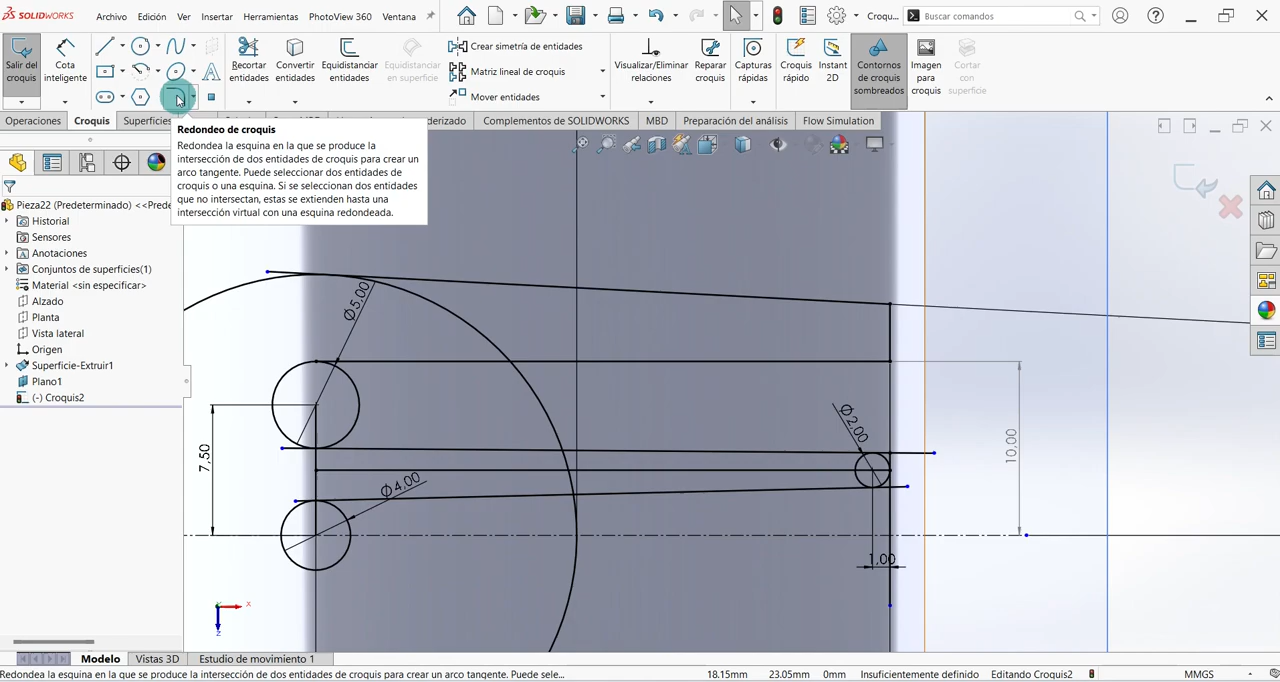 SOLIDWORKS
Archivo Edición Ver Insertar Herramientas PhotoView 360 Ventana
Croqu...
Buscar comandos
Salir del croquis
Cota inteligente
Recortar entidades
Convertir entidades
Equidistanciar entidades
Equidistanciar en superficie
Crear simetría de entidades
Matriz lineal de croquis
Mover entidades
Visualizar/Eliminar relaciones
Reparar croquis
Capturas rápidas
Croquis rápido
Instant 2D
Contornos de croquis sombreados
Imagen para croquis
Cortar con superficie
Operaciones Croquis Superficies
Complementos de SOLIDWORKS MBD Preparación del análisis Flow Simulation
Redondeo de croquis
Redondea la esquina en la que se produce la
intersección de dos entidades de croquis para crear un
arco tangente. Puede seleccionar dos entidades de
croquis o una esquina. Si se seleccionan dos entidades
que no intersectan, estas se extienden hasta una
intersección virtual con una esquina redondeada.
Pieza22 (Predeterminado) <<Prede
Historial
Sensores
Anotaciones
Conjuntos de superficies(1)
Material <sin especificar>
Alzado
Planta
Vista lateral
Origen
Superficie-Extruir1
Plano1
(-) Croquis2
Ø5,00
Ø2,00
10,00
7,50
Ø4,00
1,00
x
z
Modelo Vistas 3D Estudio de movimiento 1
Redondea la esquina en la que se produce la intersección de dos entidades de croquis para crear un arco tangente. Puede sele...
18.15mm 23.05mm 0mm Insuficientemente definido Editando Croquis2 MMGS